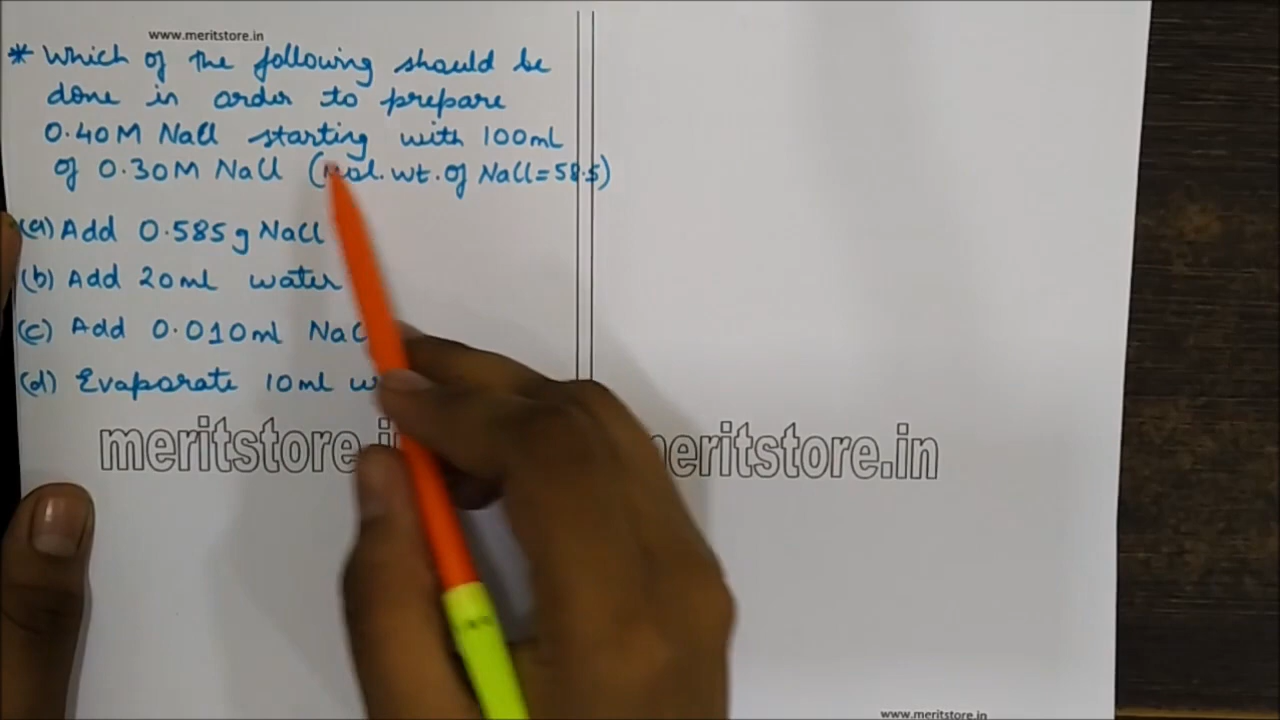 www.meritstore.in
* Which of the following should be
done in order to prepare
0.40M NaCl starting with 100ml
of 0.30M NaCl (mol. wt. of NaCl = 58.5)
(a) Add 0.585g NaCl
(b) Add 20ml water
(c) Add 0.010ml NaC
(d) Evaporate 10ml w
meritstore.i
eritstore.in
www.meritstore.in